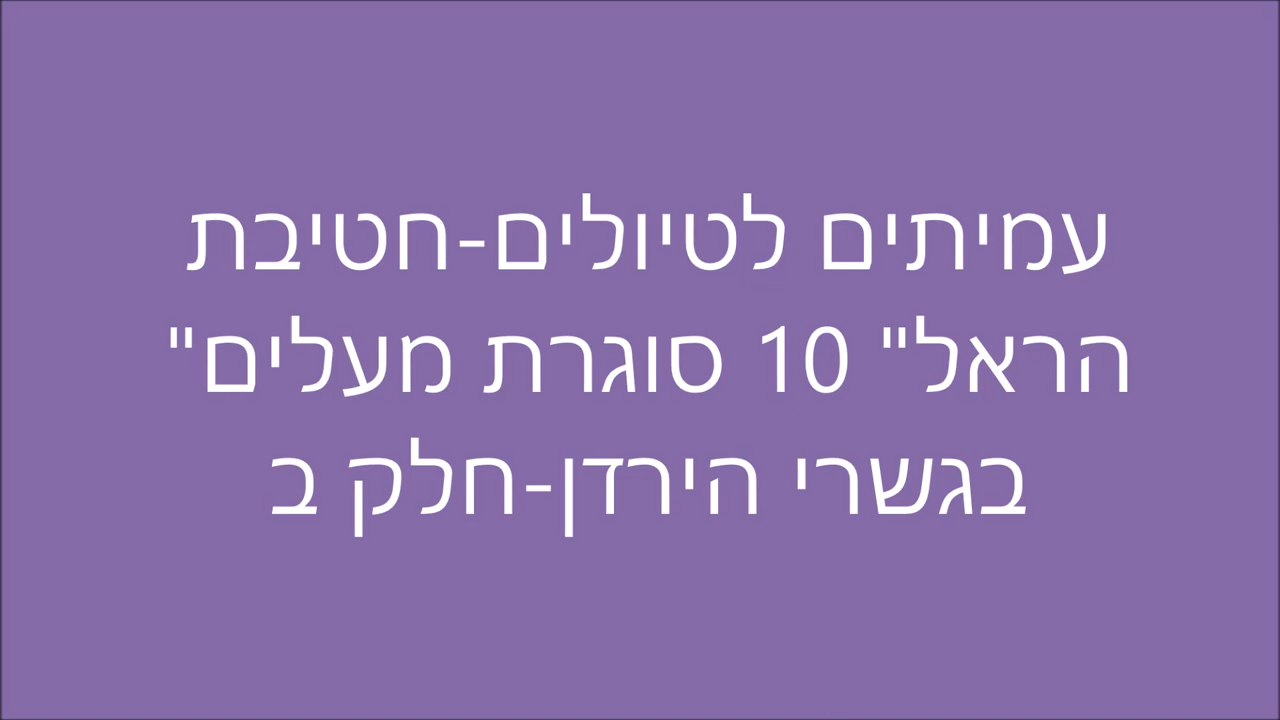 עמיתים לטיולים-חטיבת
הראל" 10 סוגרת מעלים"
בגשרי הירדן-חלק ב